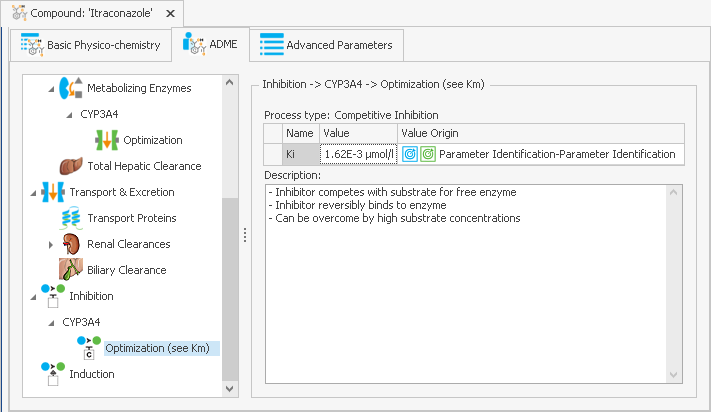 Compound: 'Itraconazole'
Basic Physico-chemistry
ADME
Advanced Parameters
Metabolizing Enzymes
CYP3A4
Optimization
Total Hepatic Clearance
Transport & Excretion
Transport Proteins
Renal Clearances
Biliary Clearance
Inhibition
CYP3A4
C
Optimization (see Km)
Induction
Inhibition -> CYP3A4 -> Optimization (see Km)
Process type: Competitive Inhibition
Name Value Value Origin
Ki 1.62E-3 µmol/l Parameter Identification-Parameter Identification
Description:
- Inhibitor competes with substrate for free enzyme
- Inhibitor reversibly binds to enzyme
- Can be overcome by high substrate concentrations